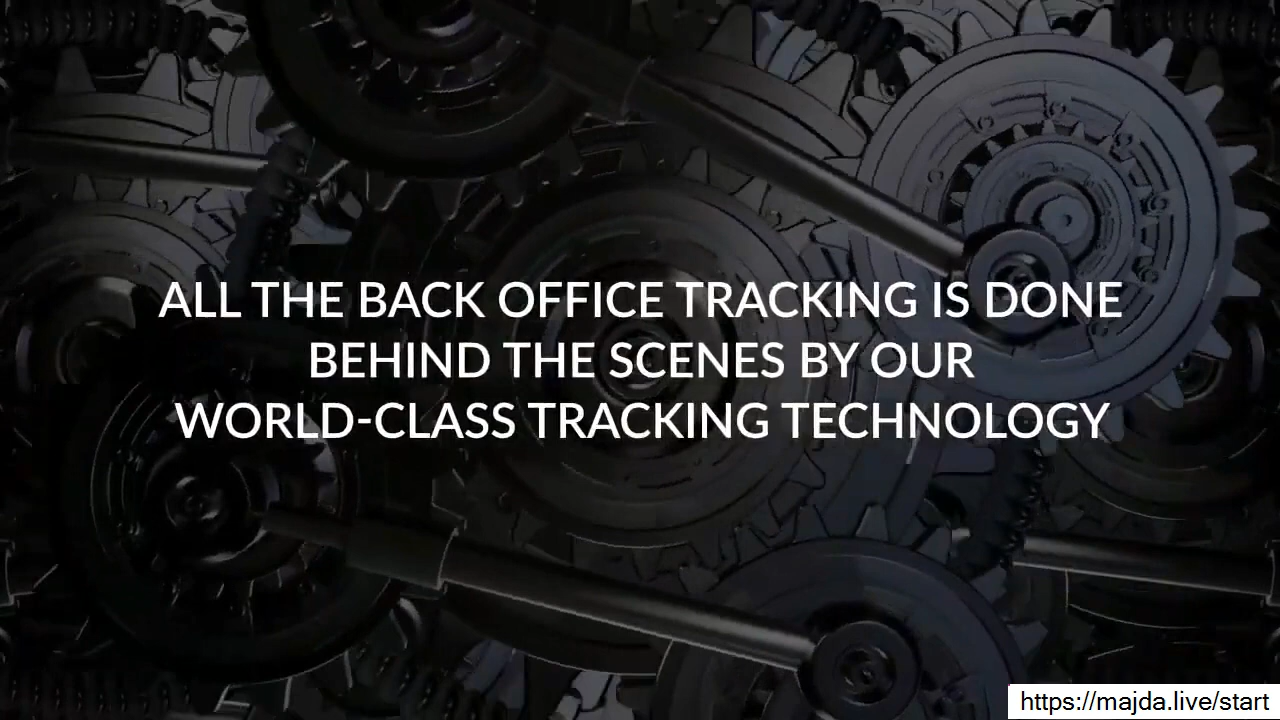 ALL THE BACK OFFICE TRACKING IS DONE
BEHIND THE SCENES BY OUR
WORLD-CLASS TRACKING TECHNOLOGY
https://majda.live/start